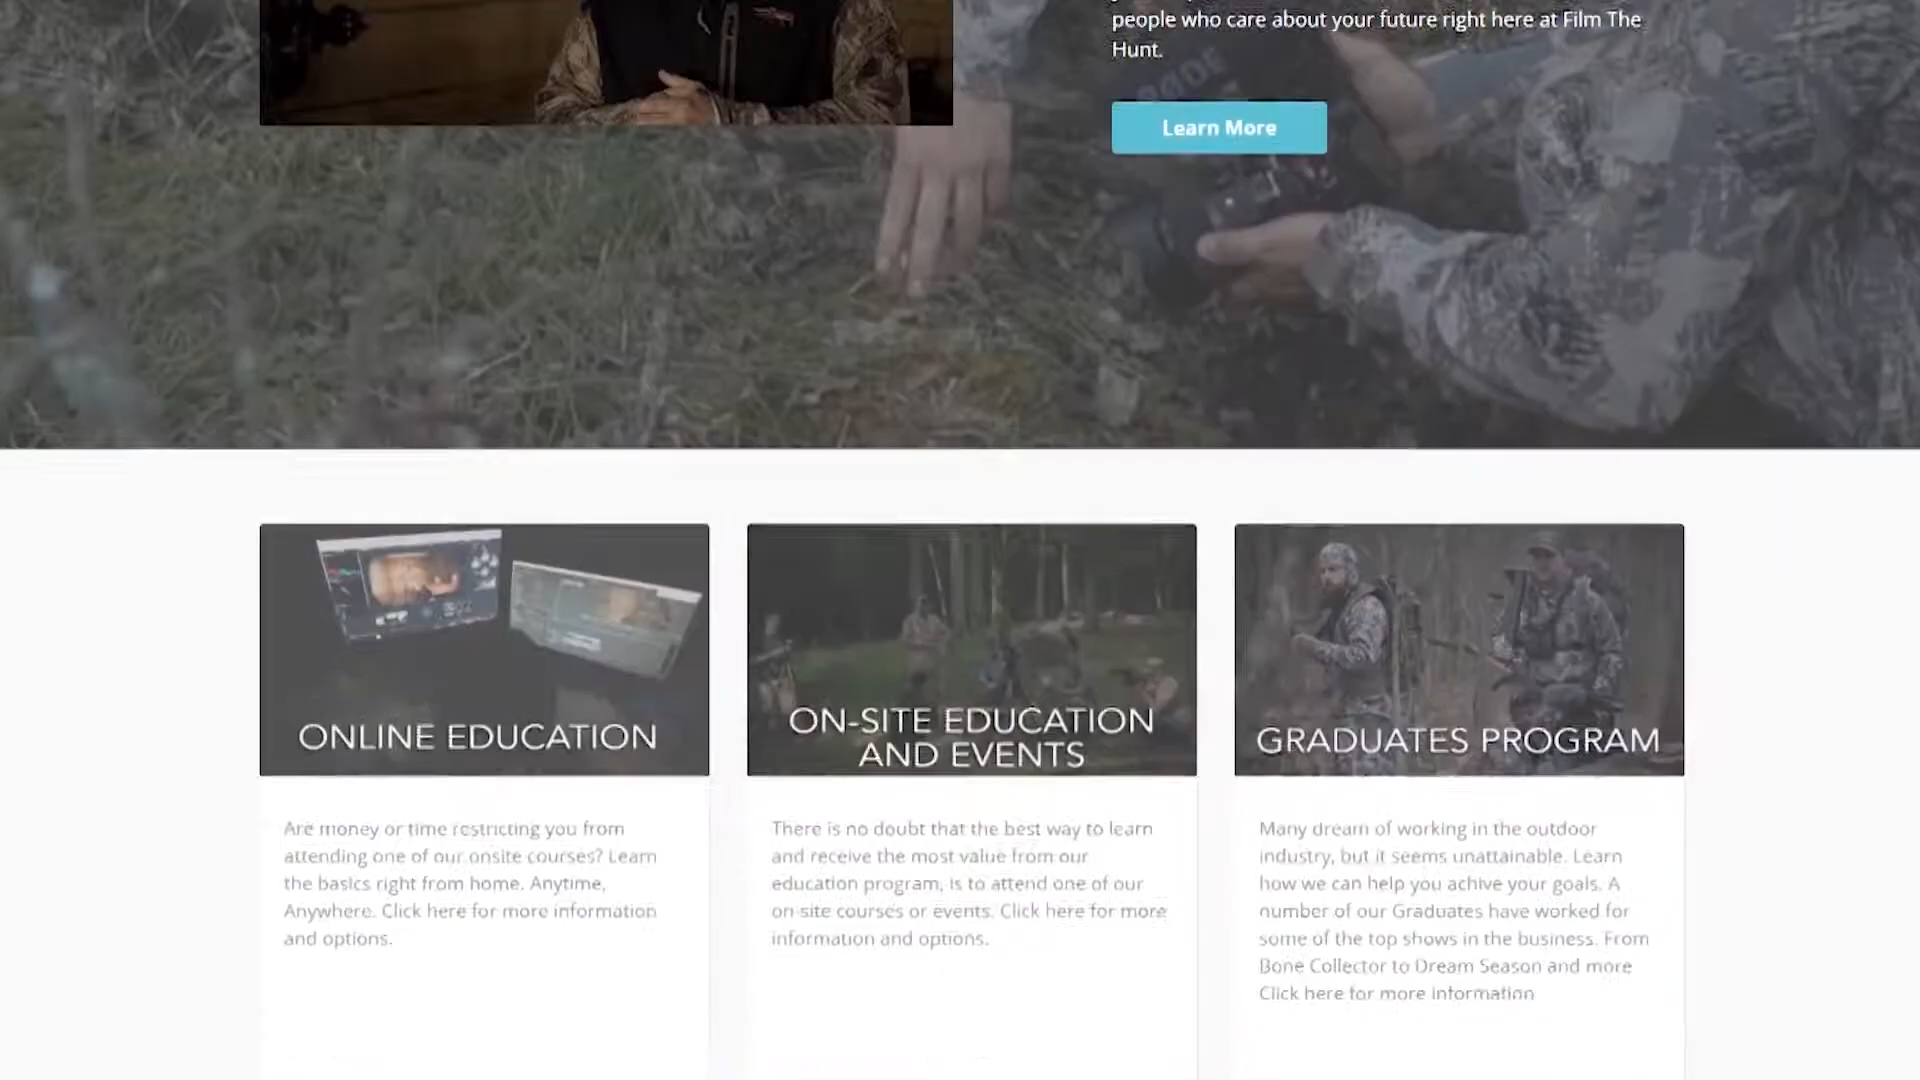 people who care about your future right here at Film The
Hunt.
Learn More
ONLINE EDUCATION
Are money or time restricting you from
attending one of our onsite courses? Learn
the basics right from home. Anytime,
Anywhere. Click here for more information
and options.
ON-SITE EDUCATION
AND EVENTS
There is no doubt that the best way to learn
and receive the most value from our
education program, is to attend one of our
on-site courses or events. Click here for more
information and options.
GRADUATES PROGRAM
Many dream of working in the outdoor
industry, but it seems unattainable. Learn
how we can help you achive your goals. A
number of our Graduates have worked for
some of the top shows in the business. From
Bone Collector to Dream Season and more
Click here for more information